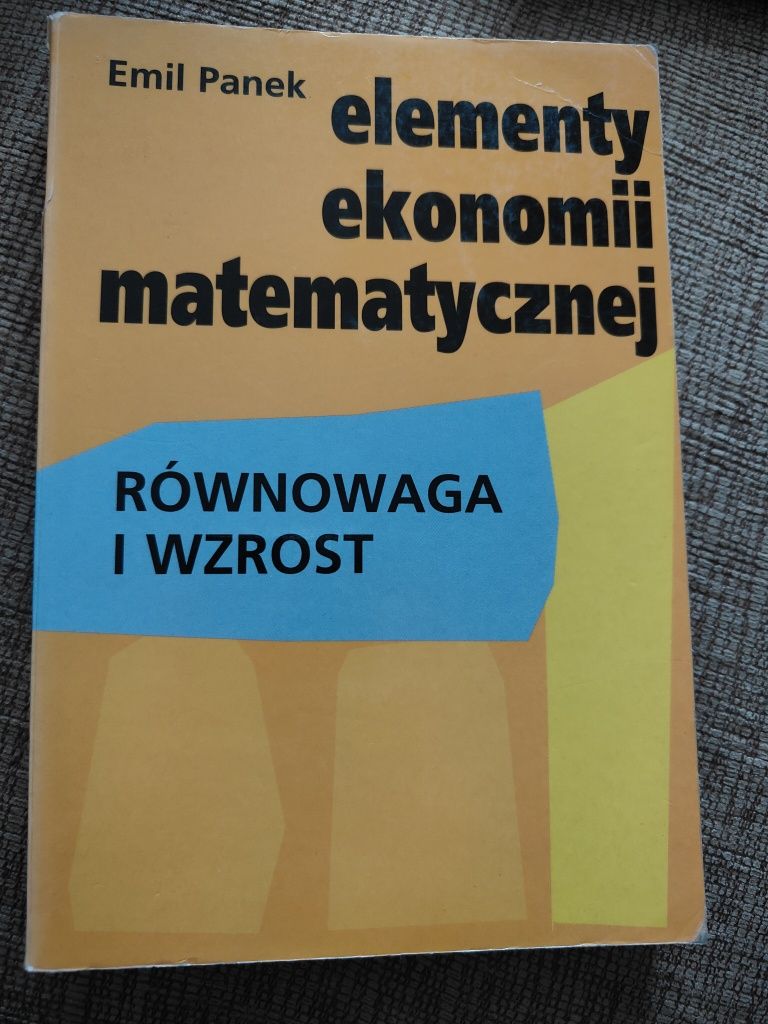 Emil Panek
elementy
ekonomii
matematycznej
RÓWNOWAGA
I WZROST